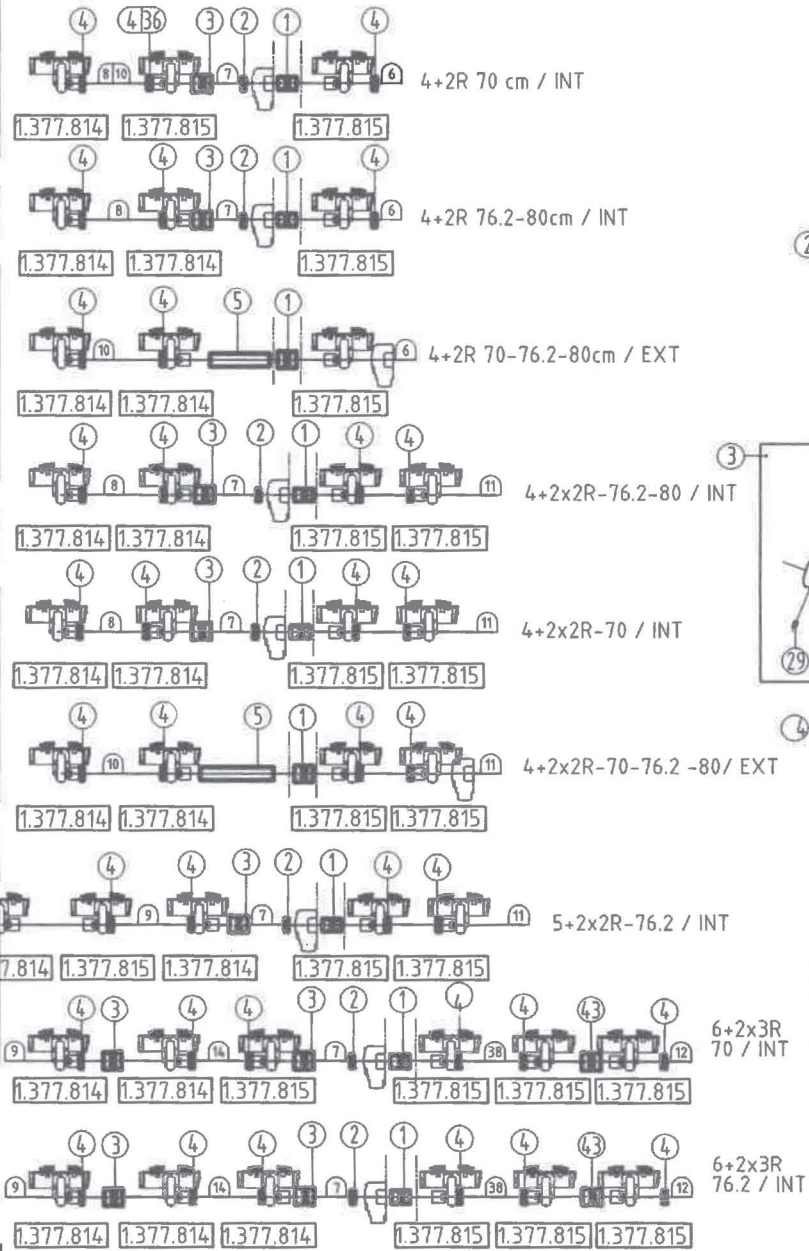 4 4 36 3 2 1 4
8 10 7 6 4+2R 70 cm / INT
1.377.814 1.377.815 1.377.815
4 4 3 2 1 4
8 7 6 4+2R 76.2-80cm / INT
1.377.814 1.377.814 1.377.815
4 4 5 1
10 6 4+2R 70-76.2-80cm / EXT
1.377.814 1.377.814 1.377.815
4 4 3 2 1 4 4
8 7 11 4+2x2R-76.2-80 / INT
1.377.814 1.377.814 1.377.815 1.377.815
4 4 3 2 1 4 4
8 7 11 4+2x2R-70 / INT
1.377.814 1.377.814 1.377.815 1.377.815
4 4 5 1 4 4
10 11 4+2x2R-70-76.2 -80/ EXT
1.377.814 1.377.814 1.377.815 1.377.815
4 4 3 2 1 4 4
9 7 11 5+2x2R-76.2 / INT
7.814 1.377.815 1.377.814 1.377.815 1.377.815
4 3 4 4 3 2 1 4 4 43 4
9 14 7 38 12 6+2x3R
70 / INT
1.377.814 1.377.814 1.377.815 1.377.815 1.377.815 1.377.815
4 3 4 4 3 2 1 4 4 43 4
9 14 7 38 12 6+2x3R
76.2 / INT
1.377.814 1.377.814 1.377.814 1.377.815 1.377.815 1.377.815
2
3
29
4